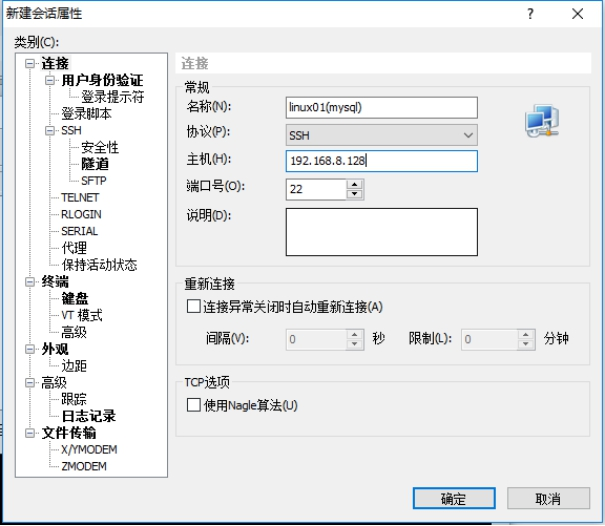 新建会话属性
?
类别(C):
连接
用户身份验证
登录提示符
登录脚本
SSH
安全性
隧道
SFTP
TELNET
RLOGIN
SERIAL
代理
保持活动状态
终端
键盘
VT 模式
高级
外观
边距
高级
跟踪
日志记录
文件传输
X/YMODEM
ZMODEM
连接
常规
名称(N): linux01(mysql)
协议(P): SSH
主机(H): 192.168.8.128
端口号(O): 22
说明(D):
重新连接
连接异常关闭时自动重新连接(A)
间隔(V): 0 秒 限制(L): 0 分钟
TCP选项
使用Nagle算法(U)
确定 取消